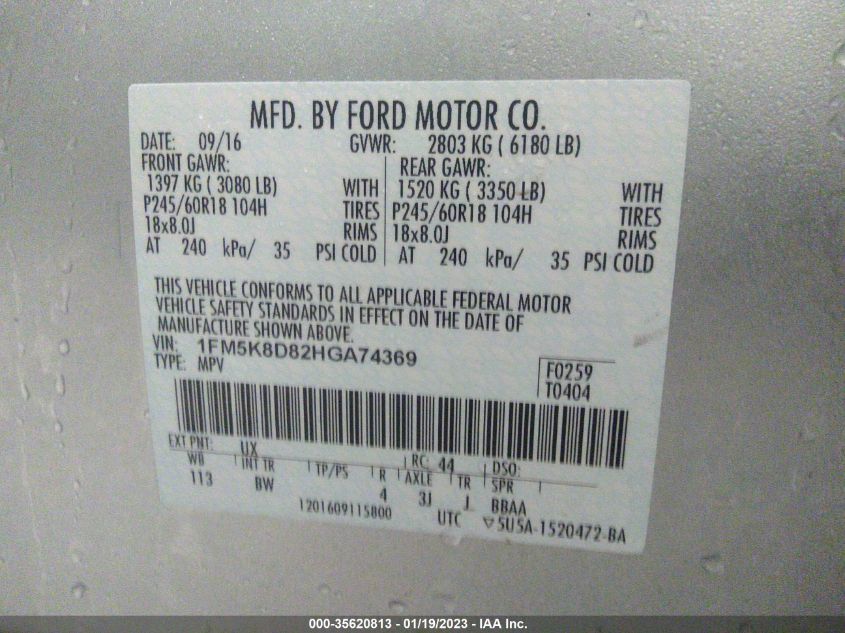 MFD. BY FORD MOTOR CO.
DATE: 09/16 GVWR: 2803 KG ( 6180 LB)
FRONT GAWR: REAR GAWR:
1397 KG ( 3080 LB) WITH 1520 KG ( 3350 LB) WITH
P245/60R18 104H TIRES P245/60R18 104H TIRES
18x8.0J RIMS 18x8.0J RIMS
AT 240 kPa/ 35 PSI COLD AT 240 kPa/ 35 PSI COLD
THIS VEHICLE CONFORMS TO ALL APPLICABLE FEDERAL MOTOR
VEHICLE SAFETY STANDARDS IN EFFECT ON THE DATE OF
MANUFACTURE SHOWN ABOVE.
VIN: 1FM5K8D82HGA74369
TYPE: MPV
F0259
T0404
EXT PNT: UX RC: 44 DSO:
WB INT TR TP/PS R AXLE TR SPR
113 BW 4 3J J BBAA
1201609115800 UTC ▽5U5A-1520472-BA
000-35620813 - 01/19/2023 - IAA Inc.